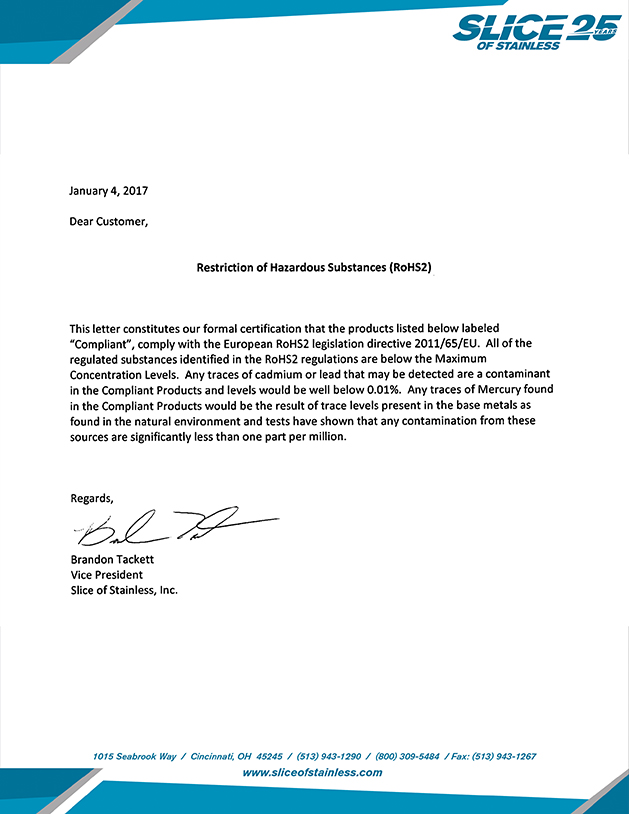 SLICE 25 YEARS
OF STAINLESS
January 4, 2017
Dear Customer,
Restriction of Hazardous Substances (RoHS2)
This letter constitutes our formal certification that the products listed below labeled
“Compliant”, comply with the European RoHS2 legislation directive 2011/65/EU.  All of the
regulated substances identified in the RoHS2 regulations are below the Maximum
Concentration Levels.  Any traces of cadmium or lead that may be detected are a contaminant
in the Compliant Products and levels would be well below 0.01%.  Any traces of Mercury found
in the Compliant Products would be the result of trace levels present in the base metals as
found in the natural environment and tests have shown that any contamination from these
sources are significantly less than one part per million.
Regards,
Brandon Tackett
Vice President
Slice of Stainless, Inc.
1015 Seabrook Way / Cincinnati, OH 45245 / (513) 943-1290 / (800) 309-5484 / Fax: (513) 943-1267
www.sliceofstainless.com